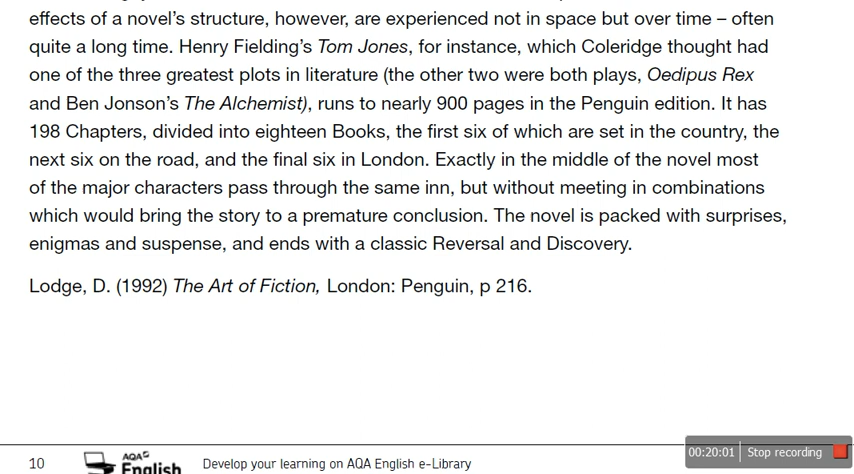 effects of a novel’s structure, however, are experienced not in space but over time – often
quite a long time. Henry Fielding’s Tom Jones, for instance, which Coleridge thought had
one of the three greatest plots in literature (the other two were both plays, Oedipus Rex
and Ben Jonson’s The Alchemist), runs to nearly 900 pages in the Penguin edition. It has
198 Chapters, divided into eighteen Books, the first six of which are set in the country, the
next six on the road, and the final six in London. Exactly in the middle of the novel most
of the major characters pass through the same inn, but without meeting in combinations
which would bring the story to a premature conclusion. The novel is packed with surprises,
enigmas and suspense, and ends with a classic Reversal and Discovery.
Lodge, D. (1992) The Art of Fiction, London: Penguin, p 216.
00:20:01 Stop recording
AQA
10 English Develop your learning on AQA English e-Library